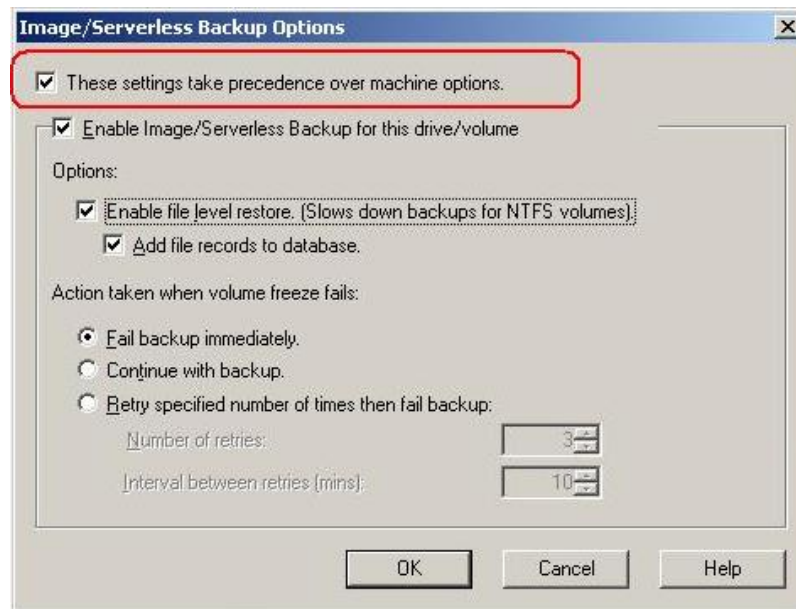 Image/Serverless Backup Options
These settings take precedence over machine options.
Enable Image/Serverless Backup for this drive/volume
Options:
Enable file level restore. (Slows down backups for NTFS volumes).
Add file records to database.
Action taken when volume freeze fails:
Fail backup immediately.
Continue with backup.
Retry specified number of times then fail backup:
Number of retries: 3
Interval between retries (mins): 10
OK Cancel Help